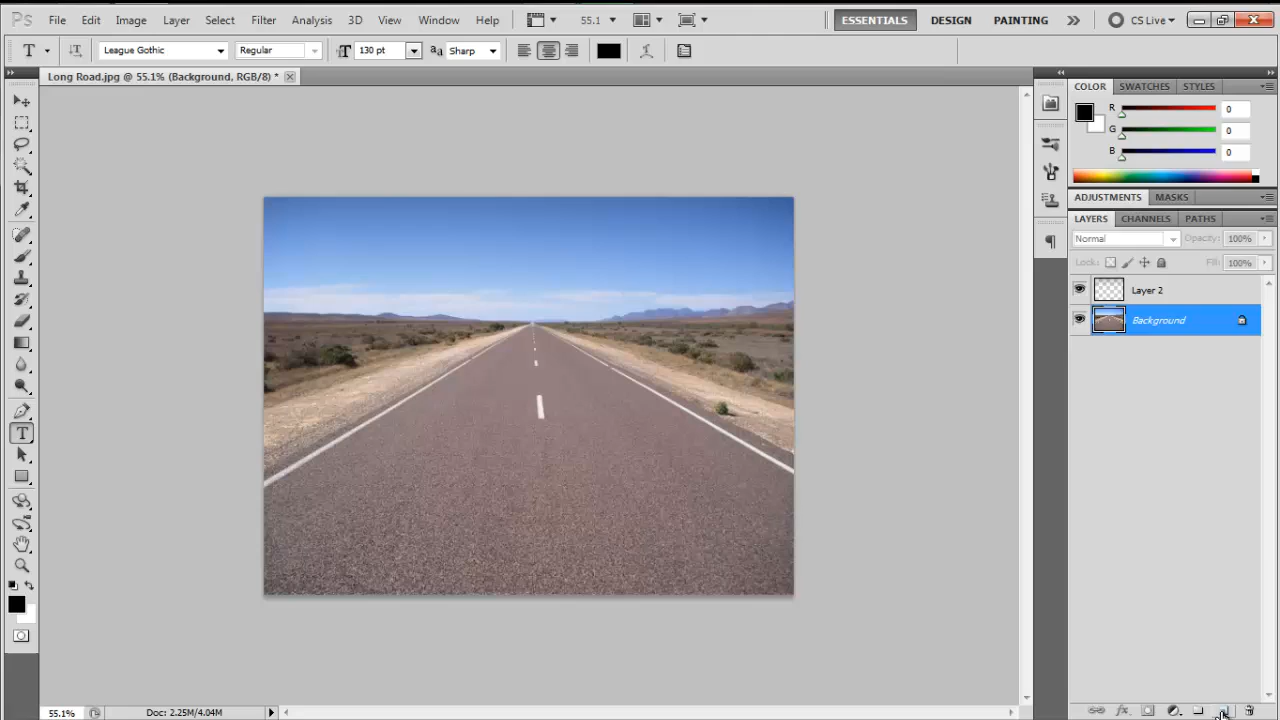 Ps File Edit Image Layer Select Filter Analysis 3D View Window Help 55.1 ESSENTIALS DESIGN PAINTING CS Live
T League Gothic Regular 130 pt Sharp
Long Road.jpg @ 55.1% (Background, RGB/8) *
COLOR SWATCHES STYLES
R 0
G 0
B 0
ADJUSTMENTS MASKS
LAYERS CHANNELS PATHS
Normal Opacity: 100%
Lock: Fill: 100%
Layer 2
Background
55.1% Doc: 2.25M/4.04M